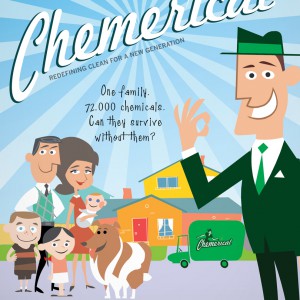 Chemerical
REDEFINING CLEAN FOR A NEW GENERATION
One family.
72,000 chemicals.
Can they survive
without them?
Chemerical